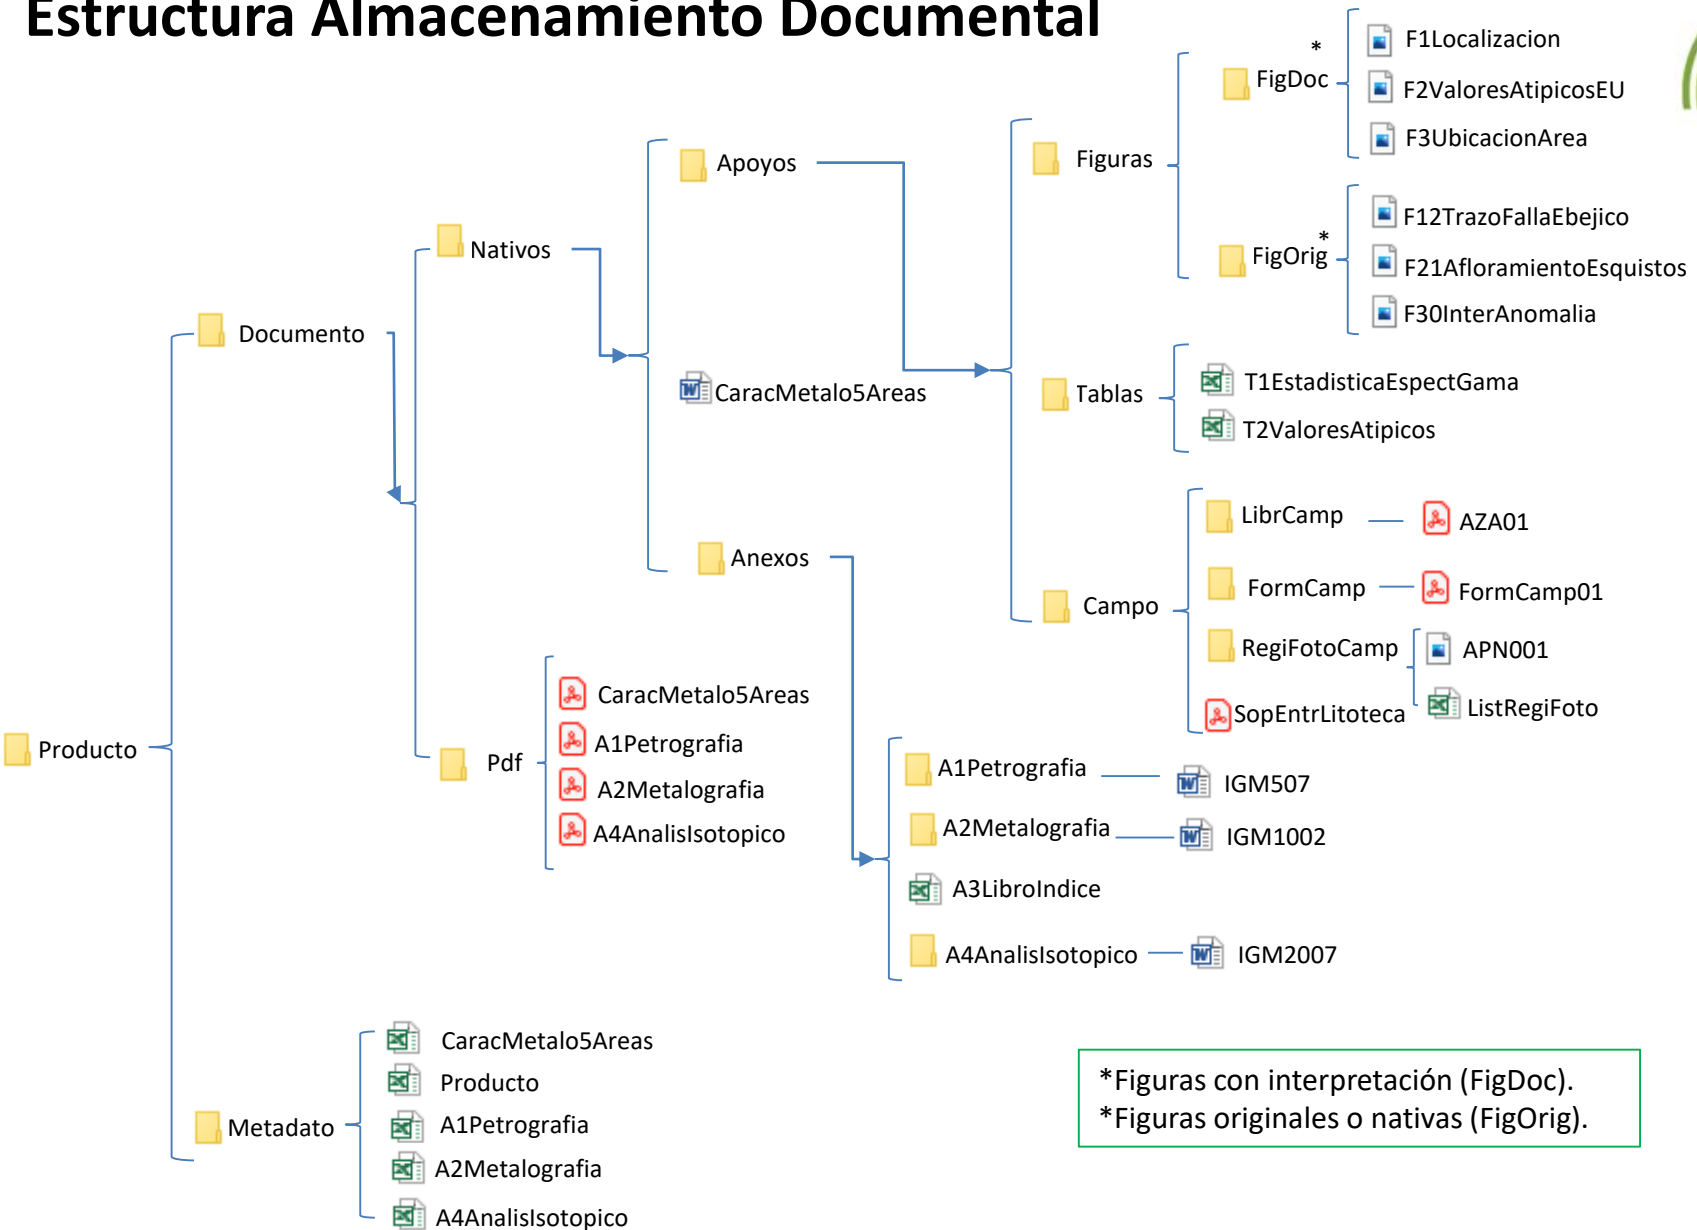 Estructura Almacenamiento Documental
Producto
Documento
Metadato
Nativos
Pdf
Apoyos
CaracMetalo5Areas
Anexos
Figuras
Tablas
Campo
*
FigDoc
F1Localizacion
F2ValoresAtipicosEU
F3UbicacionArea
*
FigOrig
F12TrazoFallaEbejico
F21AfloramientoEsquistos
F30InterAnomalia
T1EstadisticaEspectGama
T2ValoresAtipicos
LibrCamp
AZA01
FormCamp
FormCamp01
RegiFotoCamp
APN001
ListRegiFoto
SopEntrLitoteca
A1Petrografia
IGM507
A2Metalografia
IGM1002
A3LibroIndice
A4AnalisIsotopico
IGM2007
CaracMetalo5Areas
A1Petrografia
A2Metalografia
A4AnalisIsotopico
CaracMetalo5Areas
Producto
A1Petrografia
A2Metalografia
A4AnalisIsotopico
*Figuras con interpretación (FigDoc).
*Figuras originales o nativas (FigOrig).